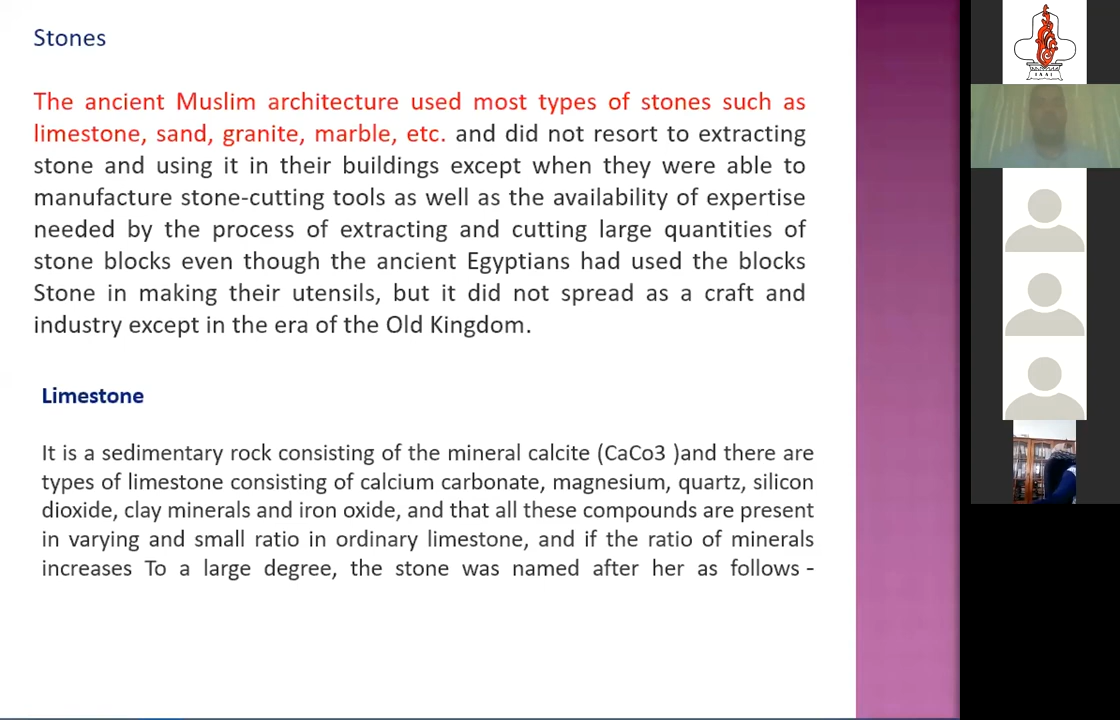 Stones
The ancient Muslim architecture used most types of stones such as
limestone, sand, granite, marble, etc. and did not resort to extracting
stone and using it in their buildings except when they were able to
manufacture stone-cutting tools as well as the availability of expertise
needed by the process of extracting and cutting large quantities of
stone blocks even though the ancient Egyptians had used the blocks
Stone in making their utensils, but it did not spread as a craft and
industry except in the era of the Old Kingdom.
Limestone
It is a sedimentary rock consisting of the mineral calcite (CaCo3 )and there are
types of limestone consisting of calcium carbonate, magnesium, quartz, silicon
dioxide, clay minerals and iron oxide, and that all these compounds are present
in varying and small ratio in ordinary limestone, and if the ratio of minerals
increases To a large degree, the stone was named after her as follows -